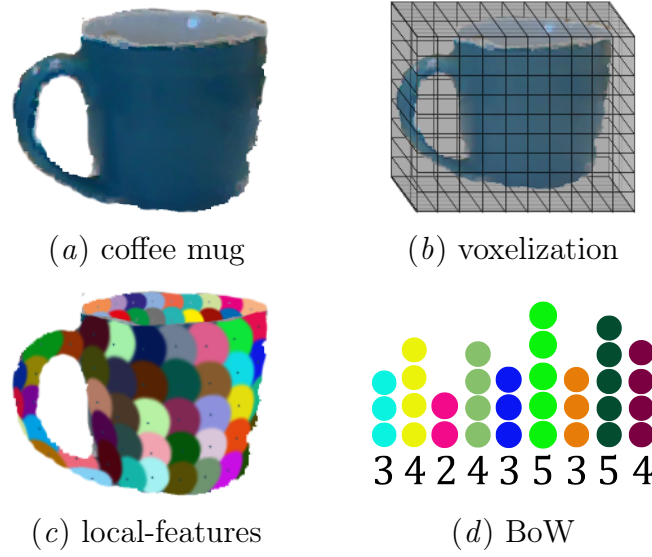 (a) coffee mug
(b) voxelization
3 4 2 4 3 5 3 5 4
(c) local-features
(d) BoW